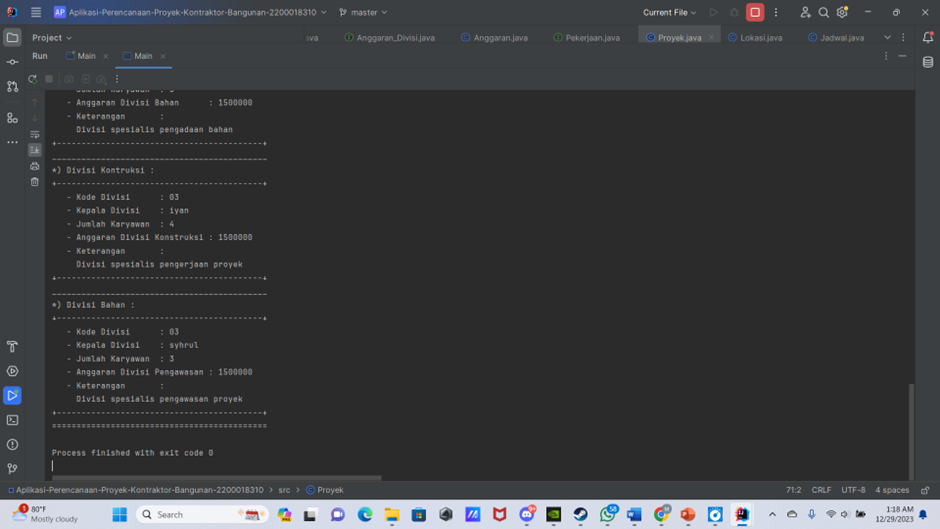 AP Aplikasi-Perencanaan-Proyek-Kontraktor-Bangunan-2200018310 master Current File
Project
ava Anggaran_Divisi.java Anggaran.java Pekerjaan.java Proyek.java Lokasi.java Jadwal.java
Run Main Main
- Anggaran Divisi Bahan : 1500000
- Keterangan :
Divisi spesialis pengadaan bahan
+-------------------------------------------+
_____________________________________________
*) Divisi Kontruksi :
+-------------------------------------------+
- Kode Divisi : 03
- Kepala Divisi : iyan
- Jumlah Karyawan : 4
- Anggaran Divisi Konstruksi : 1500000
- Keterangan :
Divisi spesialis pengerjaan proyek
+-------------------------------------------+
_____________________________________________
*) Divisi Bahan :
+-------------------------------------------+
- Kode Divisi : 03
- Kepala Divisi : syhrul
- Jumlah Karyawan : 3
- Anggaran Divisi Pengawasan : 1500000
- Keterangan :
Divisi spesialis pengawasan proyek
+-------------------------------------------+
=============================================
Process finished with exit code 0
Aplikasi-Perencanaan-Proyek-Kontraktor-Bangunan-2200018310 > src > Proyek 71:2 CRLF UTF-8 4 spaces
80°F
Mostly cloudy
Search
1:18 AM
12/29/2023